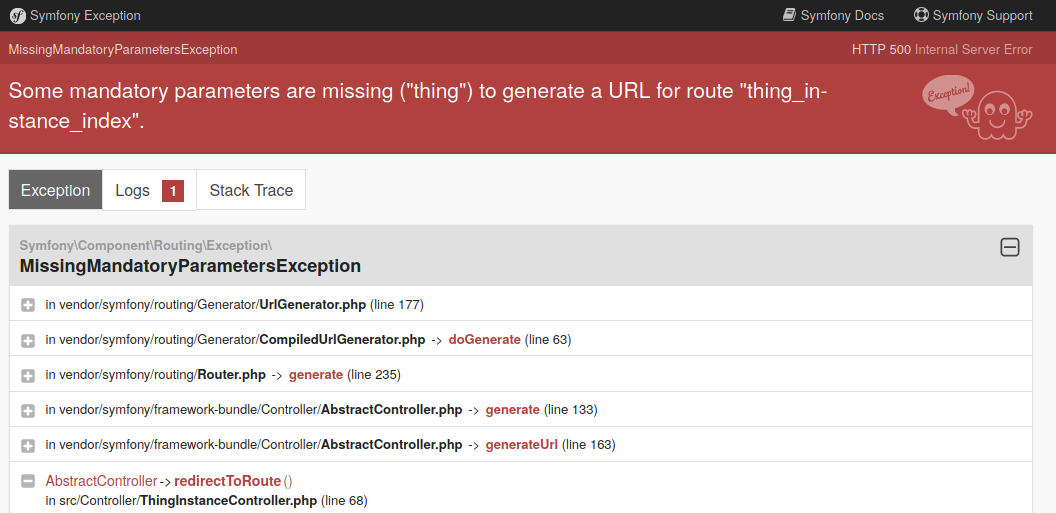 sf Symfony Exception Symfony Docs Symfony Support
MissingMandatoryParametersException HTTP 500 Internal Server Error
Some mandatory parameters are missing ("thing") to generate a URL for route "thing_in-
stance_index".
Exception!
Exception Logs 1 Stack Trace
Symfony\Component\Routing\Exception\
MissingMandatoryParametersException
in vendor/symfony/routing/Generator/UrlGenerator.php (line 177)
in vendor/symfony/routing/Generator/CompiledUrlGenerator.php -> doGenerate (line 63)
in vendor/symfony/routing/Router.php -> generate (line 235)
in vendor/symfony/framework-bundle/Controller/AbstractController.php -> generate (line 133)
in vendor/symfony/framework-bundle/Controller/AbstractController.php -> generateUrl (line 163)
AbstractController->redirectToRoute()
in src/Controller/ThingInstanceController.php (line 68)